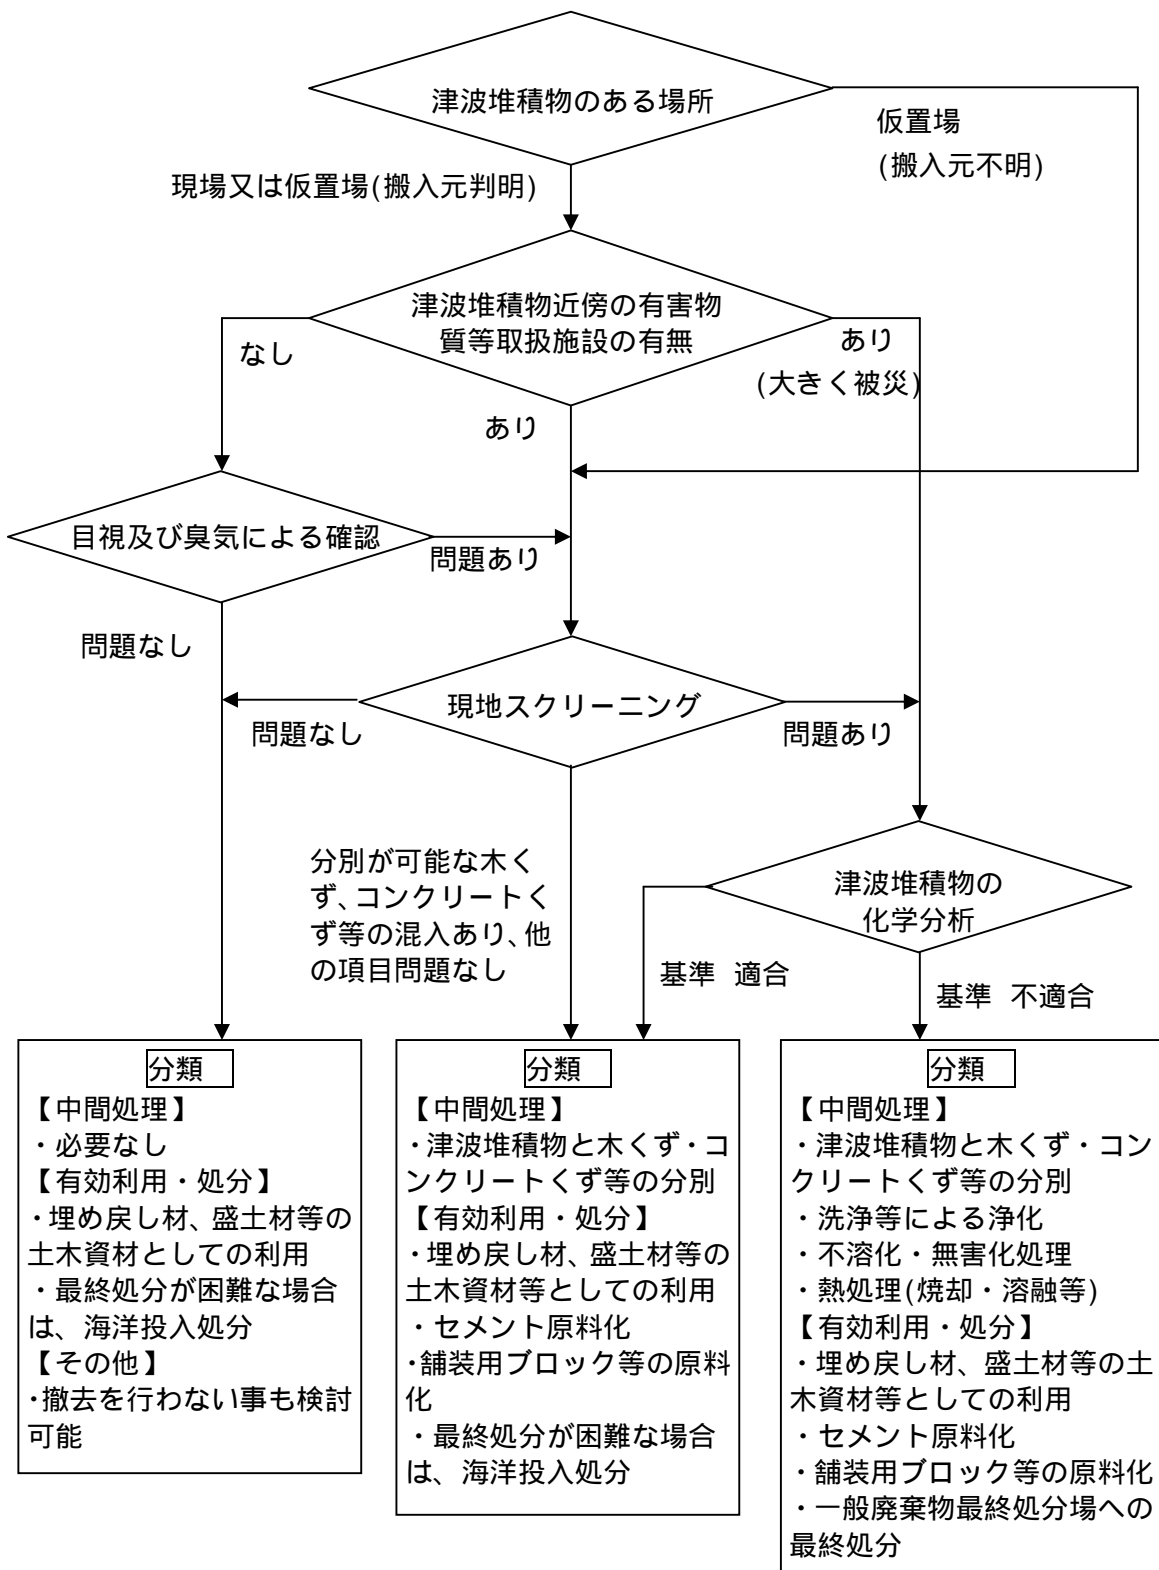 津波堆積物のある場所
仮置場
(搬入元不明)
現場又は仮置場(搬入元判明)
津波堆積物近傍の有害物
質等取扱施設の有無
なし
あり
(大きく被災)
あり
目視及び臭気による確認
問題あり
問題なし
現地スクリーニング
問題なし
問題あり
分別が可能な木く
ず、コンクリートく
ず等の混入あり、他
の項目問題なし
津波堆積物の
化学分析
基準 適合
基準 不適合
分類
【中間処理】
・必要なし
【有効利用・処分】
・埋め戻し材、盛土材等の
土木資材としての利用
・最終処分が困難な場合
は、海洋投入処分
【その他】
・撤去を行わない事も検討
可能
分類
【中間処理】
・津波堆積物と木くず・コ
ンクリートくず等の分別
【有効利用・処分】
・埋め戻し材、盛土材等の
土木資材等としての利用
・セメント原料化
・舗装用ブロック等の原料
化
・最終処分が困難な場合
は、海洋投入処分
分類
【中間処理】
・津波堆積物と木くず・コン
クリートくず等の分別
・洗浄等による浄化
・不溶化・無害化処理
・熱処理(焼却・溶融等)
【有効利用・処分】
・埋め戻し材、盛土材等の土
木資材等としての利用
・セメント原料化
・舗装用ブロック等の原料化
・一般廃棄物最終処分場への
最終処分